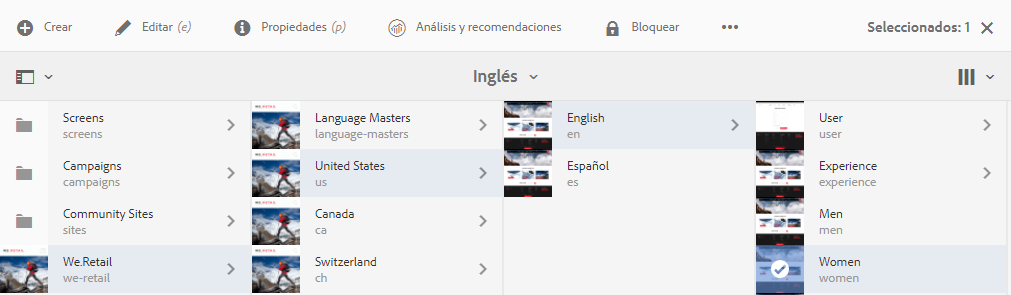 Crear Editar (e) Propiedades (p) Análisis y recomendaciones Bloquear ••• Seleccionados: 1
Inglés
Screens
screens
Campaigns
campaigns
Community Sites
sites
We.Retail
we-retail
Language Masters
language-masters
United States
us
Canada
ca
Switzerland
ch
English
en
Español
es
User
user
Experience
experience
Men
men
Women
women